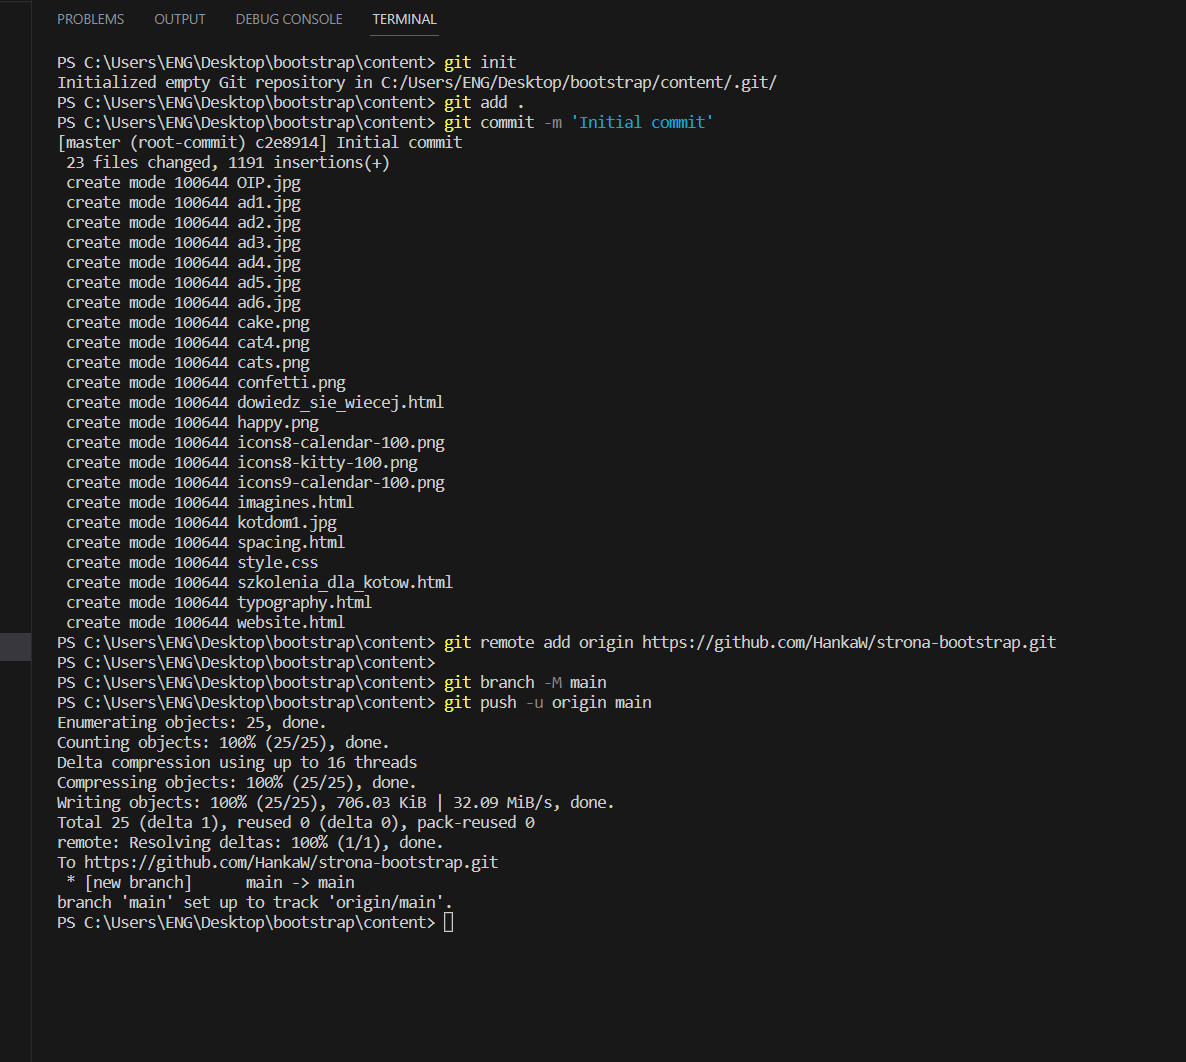 PROBLEMS OUTPUT DEBUG CONSOLE TERMINAL
PS C:\Users\ENG\Desktop\bootstrap\content> git init
Initialized empty Git repository in C:/Users/ENG/Desktop/bootstrap/content/.git/
PS C:\Users\ENG\Desktop\bootstrap\content> git add .
PS C:\Users\ENG\Desktop\bootstrap\content> git commit -m 'Initial commit'
[master (root-commit) c2e8914] Initial commit
 23 files changed, 1191 insertions(+)
 create mode 100644 OIP.jpg
 create mode 100644 ad1.jpg
 create mode 100644 ad2.jpg
 create mode 100644 ad3.jpg
 create mode 100644 ad4.jpg
 create mode 100644 ad5.jpg
 create mode 100644 ad6.jpg
 create mode 100644 cake.png
 create mode 100644 cat4.png
 create mode 100644 cats.png
 create mode 100644 confetti.png
 create mode 100644 dowiedz_sie_wiecej.html
 create mode 100644 happy.png
 create mode 100644 icons8-calendar-100.png
 create mode 100644 icons8-kitty-100.png
 create mode 100644 icons9-calendar-100.png
 create mode 100644 imagines.html
 create mode 100644 kotdom1.jpg
 create mode 100644 spacing.html
 create mode 100644 style.css
 create mode 100644 szkolenia_dla_kotow.html
 create mode 100644 typography.html
 create mode 100644 website.html
PS C:\Users\ENG\Desktop\bootstrap\content> git remote add origin https://github.com/HankaW/strona-bootstrap.git
PS C:\Users\ENG\Desktop\bootstrap\content>
PS C:\Users\ENG\Desktop\bootstrap\content> git branch -M main
PS C:\Users\ENG\Desktop\bootstrap\content> git push -u origin main
Enumerating objects: 25, done.
Counting objects: 100% (25/25), done.
Delta compression using up to 16 threads
Compressing objects: 100% (25/25), done.
Writing objects: 100% (25/25), 706.03 KiB | 32.09 MiB/s, done.
Total 25 (delta 1), reused 0 (delta 0), pack-reused 0
remote: Resolving deltas: 100% (1/1), done.
To https://github.com/HankaW/strona-bootstrap.git
 * [new branch]      main -> main
branch 'main' set up to track 'origin/main'.
PS C:\Users\ENG\Desktop\bootstrap\content>